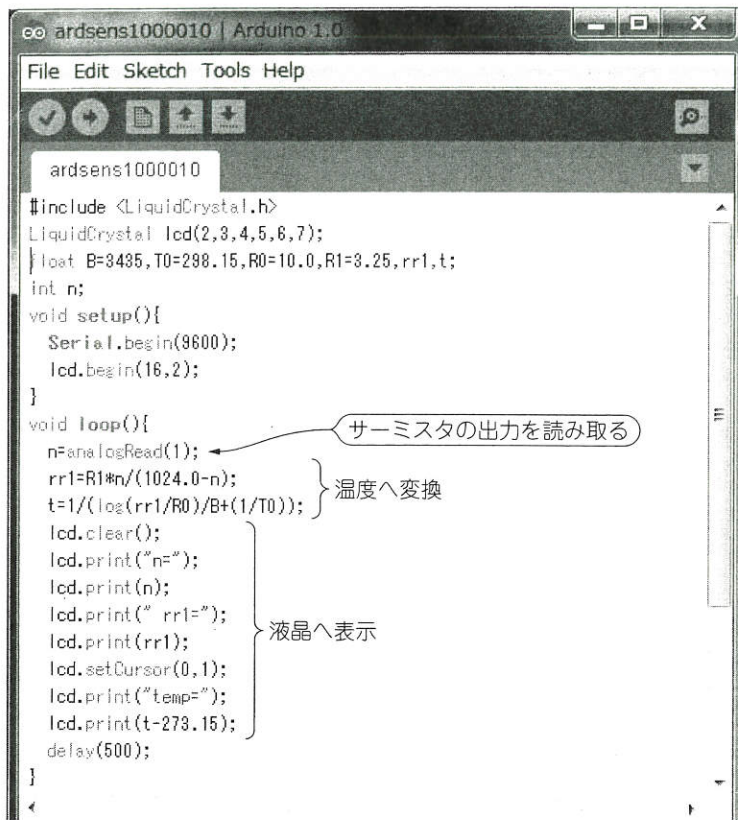 ardsens1000010 | Arduino 1.0
File Edit Sketch Tools Help
ardsens1000010
#include <LiquidCrystal.h>
LiquidCrystal lcd(2,3,4,5,6,7);
float B=3435,T0=298.15,R0=10.0,R1=3.25,rr1,t;
int n;
void setup(){
  Serial.begin(9600);
  lcd.begin(16,2);
}
void loop(){
  n=analogRead(1);
サーミスタの出力を読み取る
  rr1=R1*n/(1024.0-n);
  t=1/(log(rr1/R0)/B+(1/T0));
温度へ変換
  lcd.clear();
  lcd.print("n=");
  lcd.print(n);
  lcd.print(" rr1=");
  lcd.print(rr1);
  lcd.setCursor(0,1);
  lcd.print("temp=");
  lcd.print(t-273.15);
液晶へ表示
  delay(500);
}